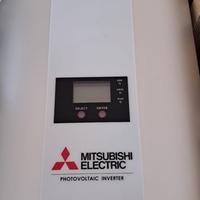 SELECT
ENTER
MITSUBISHI
ELECTRIC
PHOTOVOLTAIC INVERTER